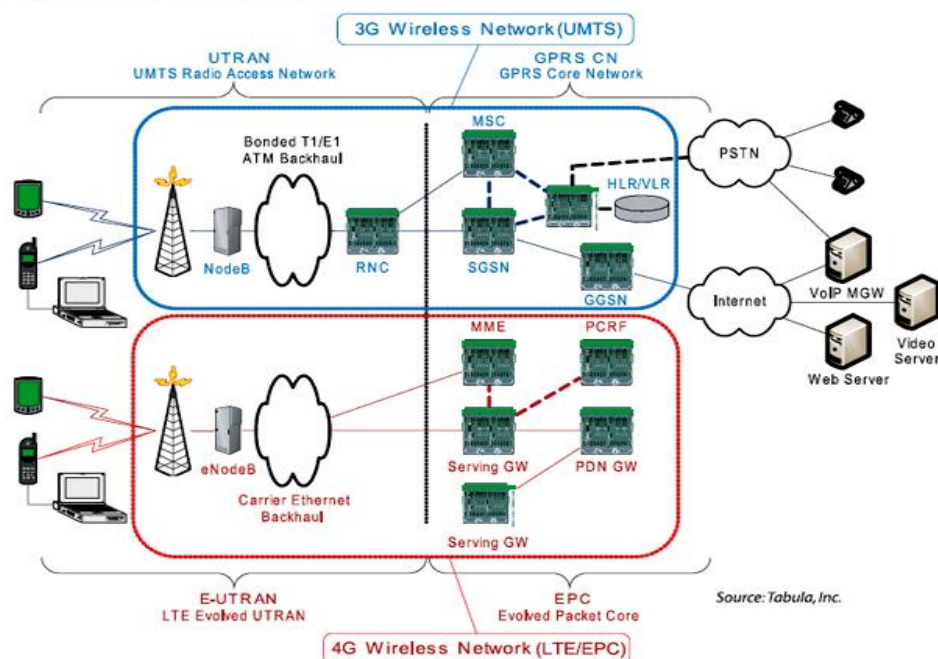 3G Wireless Network (UMTS)
UTRAN
UMTS Radio Access Network
GPRS CN
GPRS Core Network
Bonded T1/E1
ATM Backhaul
MSC
PSTN
HLR/VLR
NodeB
RNC
SGSN
GGSN
Internet
VoIP MGW
Video
Server
Web Server
MME
PCRF
eNodeB
Serving GW
PDN GW
Carrier Ethernet
Backhaul
Serving GW
E-UTRAN
LTE Evolved UTRAN
EPC
Evolved Packet Core
Source: Tabula, Inc.
4G Wireless Network (LTE/EPC)